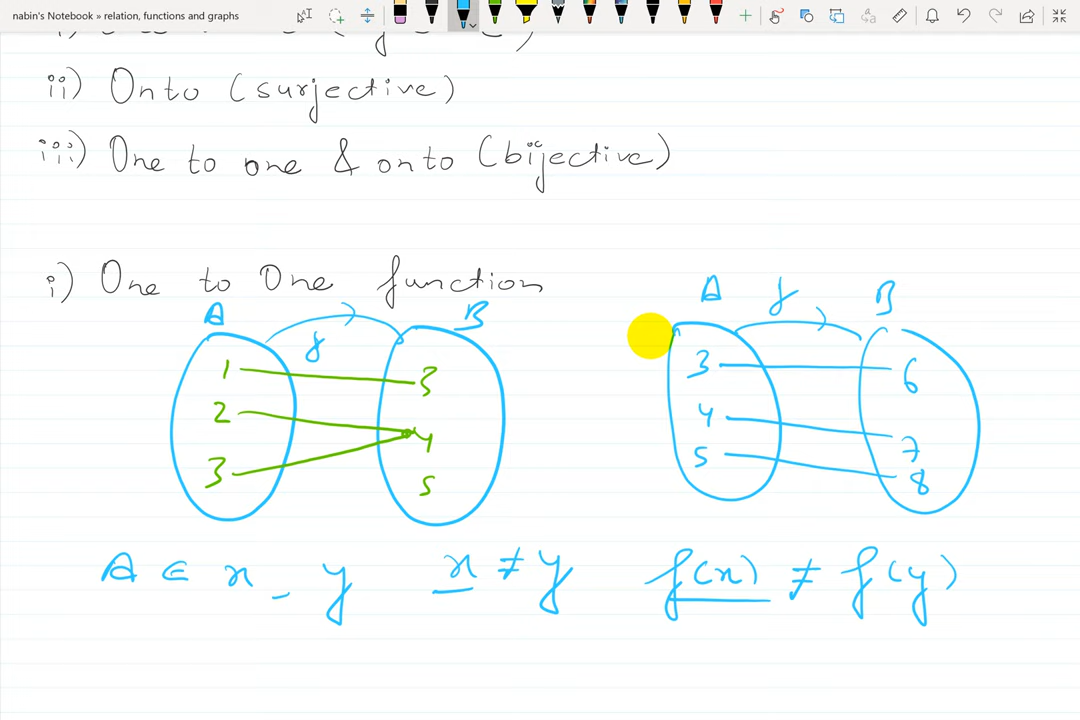 nabin's Notebook » relation, functions and graphs
ii) Onto (surjective)
iii) One to one & onto (bijective)
i) One to One function
A f B
1 3
2 4
3 5
A f B
3 6
4 7
5 8
A ∈ x - y x ≠ y f(x) ≠ f(y)